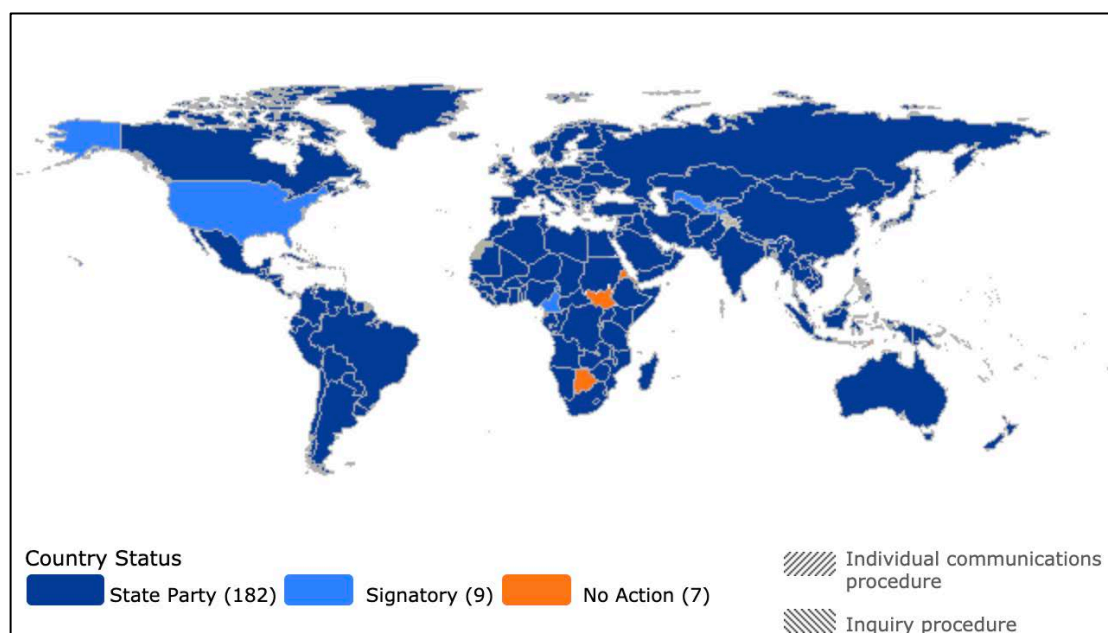 Country Status
State Party (182) Signatory (9) No Action (7)
Individual communications
procedure
Inquiry procedure